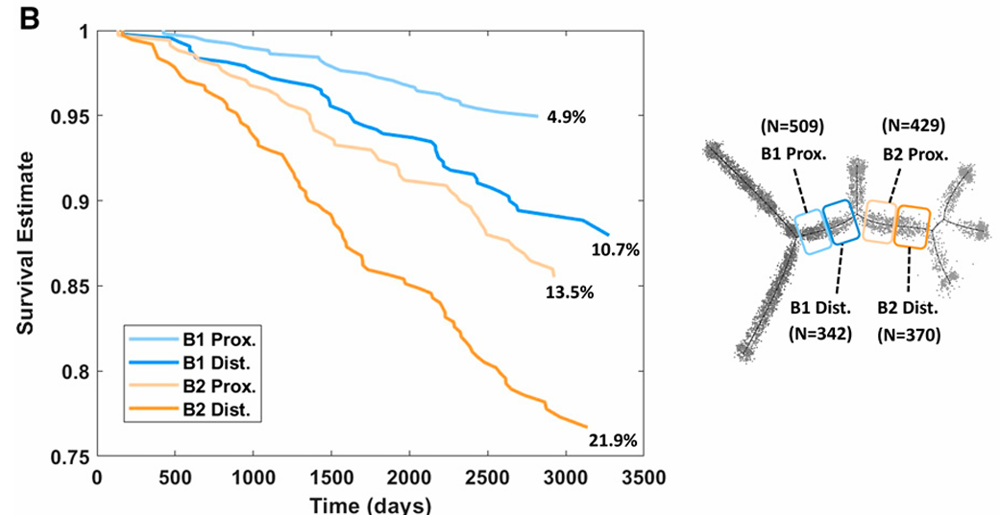 B
1
0.95
0.9
0.85
0.8
0.75
0
500
1000
1500
2000
2500
3000
3500
Survival Estimate
Time (days)
4.9%
10.7%
13.5%
21.9%
B1 Prox.
B1 Dist.
B2 Prox.
B2 Dist.
(N=509)
B1 Prox.
(N=429)
B2 Prox.
B1 Dist.
(N=342)
B2 Dist.
(N=370)